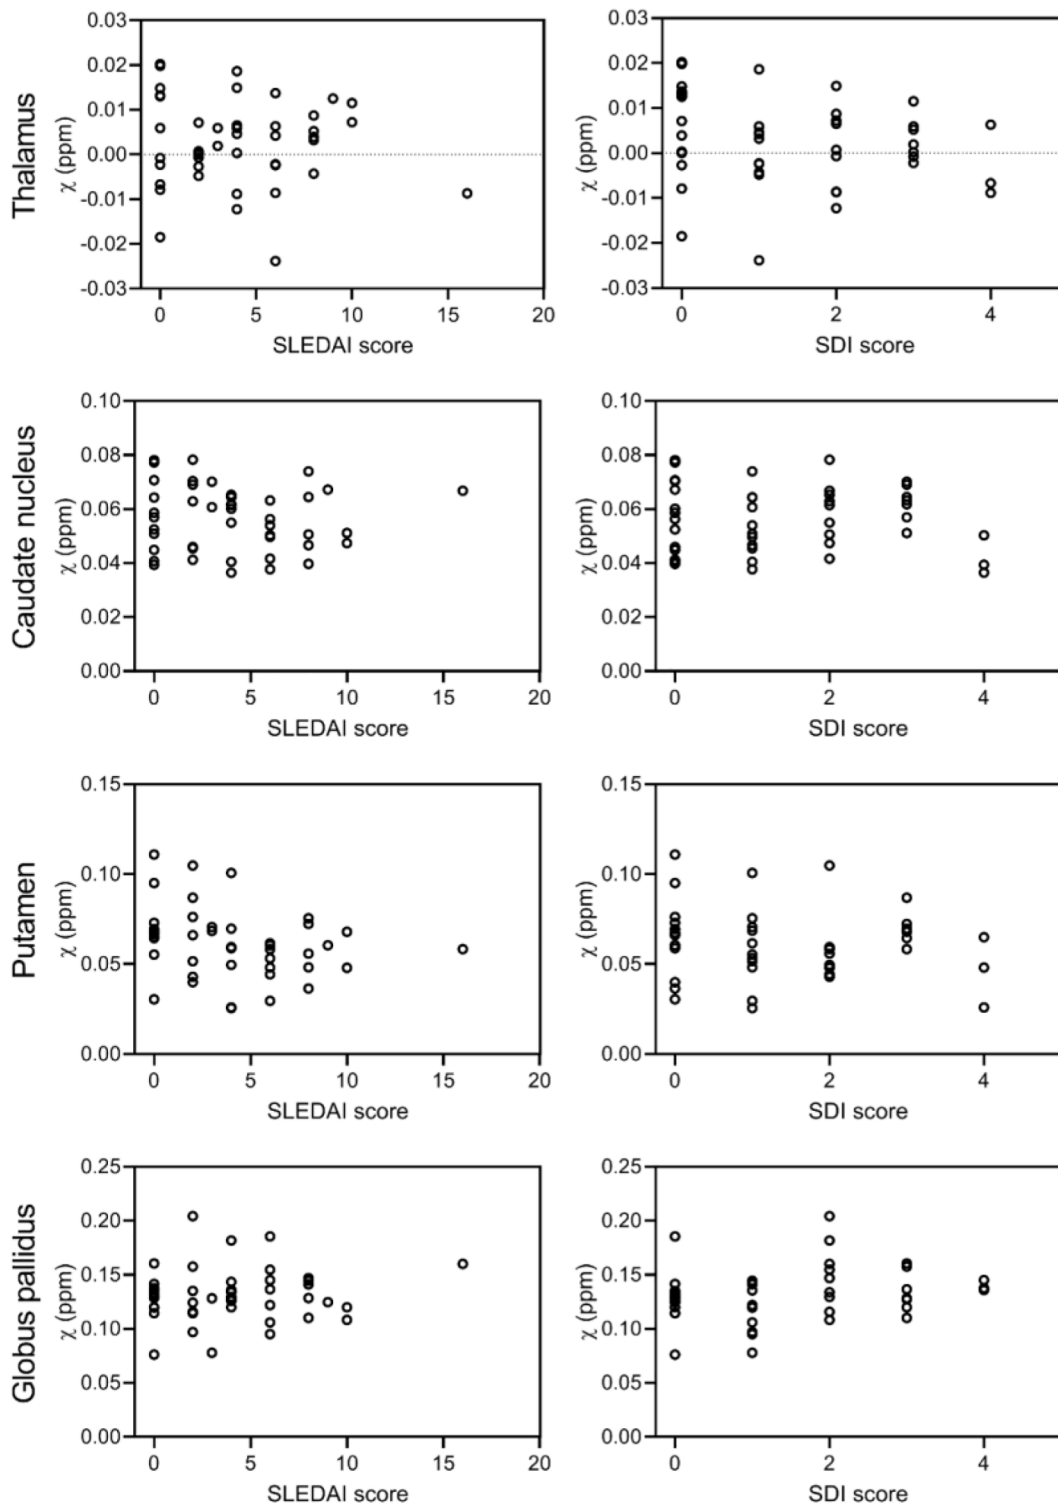 Thalamus
χ (ppm)
0.03
0.02
0.01
0.00
-0.01
-0.02
-0.03
0 5 10 15 20
SLEDAI score
χ (ppm)
0.03
0.02
0.01
0.00
-0.01
-0.02
-0.03
0 2 4
SDI score
Caudate nucleus
χ (ppm)
0.10
0.08
0.06
0.04
0.02
0.00
0 5 10 15 20
SLEDAI score
χ (ppm)
0.10
0.08
0.06
0.04
0.02
0.00
0 2 4
SDI score
Putamen
χ (ppm)
0.15
0.10
0.05
0.00
0 5 10 15 20
SLEDAI score
χ (ppm)
0.15
0.10
0.05
0.00
0 2 4
SDI score
Globus pallidus
χ (ppm)
0.25
0.20
0.15
0.10
0.05
0.00
0 5 10 15 20
SLEDAI score
χ (ppm)
0.25
0.20
0.15
0.10
0.05
0.00
0 2 4
SDI score